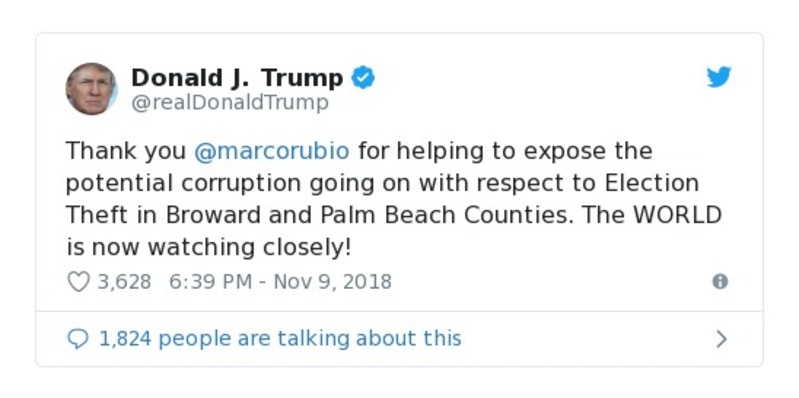 Donald J. Trump
@realDonaldTrump
Thank you @marcorubio for helping to expose the
potential corruption going on with respect to Election
Theft in Broward and Palm Beach Counties. The WORLD
is now watching closely!
3,628 6:39 PM - Nov 9, 2018
1,824 people are talking about this